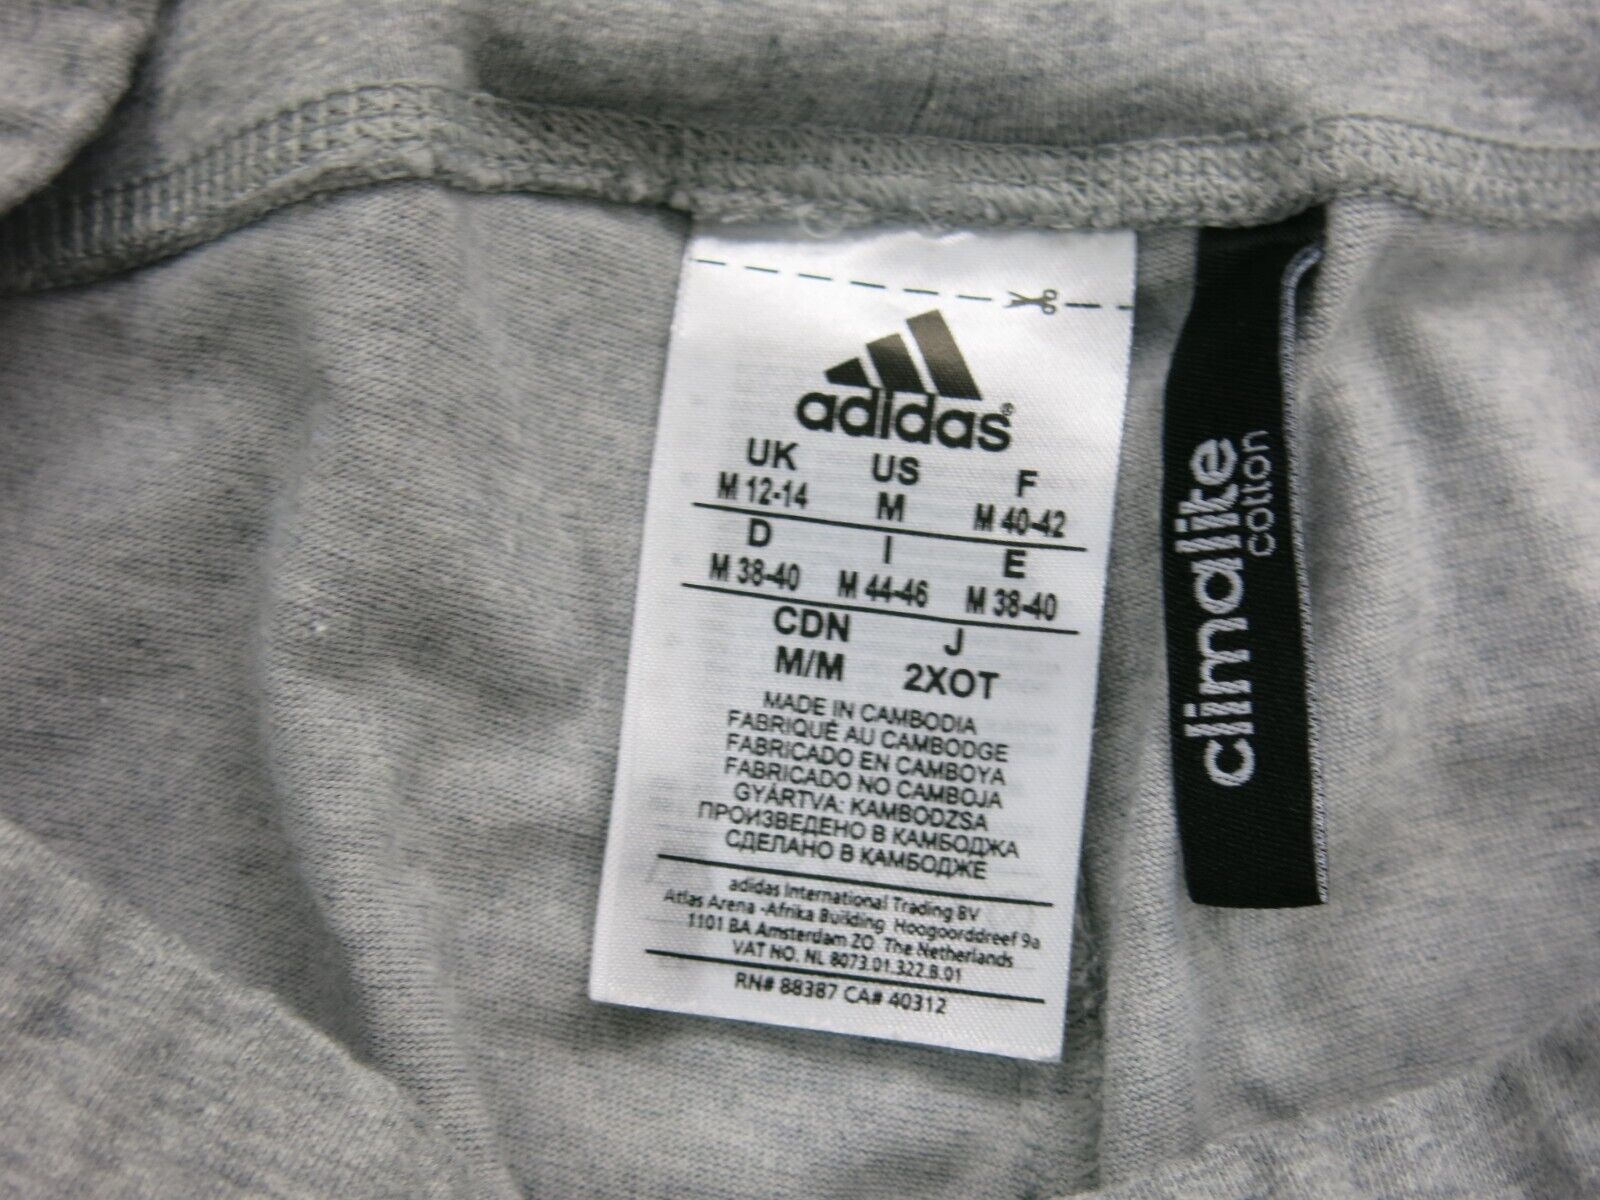 adidas®
UK US F
M 12-14 M M 40-42
D I E
M 38-40 M 44-46 M 38-40
CDN J
M/M 2XOT
MADE IN CAMBODIA
FABRIQUÉ AU CAMBODGE
FABRICADO EN CAMBOYA
FABRICADO NO CAMBOJA
GYÁRTVA: KAMBODZSA
ПРОИЗВЕДЕНО В КАМБОДЖА
СДЕЛАНО В КАМБОДЖЕ
adidas International Trading BV
Atlas Arena -Afrika Building Hoogoorddreef 9a
1101 BA Amsterdam ZO The Netherlands
VAT NO. NL 8073.01.322.B.01
RN# 88387 CA# 40312
climalite
cotton